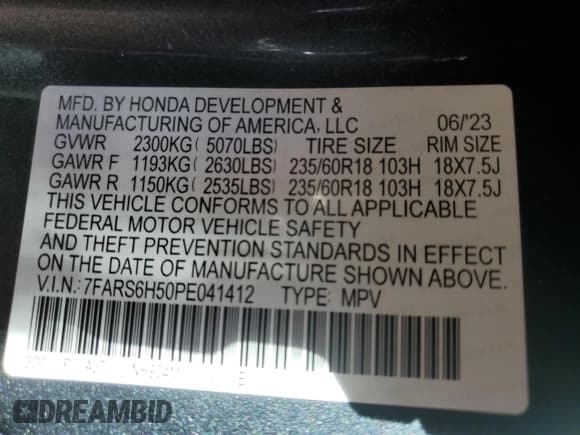 MFD. BY HONDA DEVELOPMENT &
MANUFACTURING OF AMERICA, LLC 06/'23
GVWR 2300KG( 5070LBS) TIRE SIZE RIM SIZE
GAWR F 1193KG( 2630LBS) 235/60R18 103H 18X7.5J
GAWR R 1150KG( 2535LBS) 235/60R18 103H 18X7.5J
THIS VEHICLE CONFORMS TO ALL APPLICABLE
FEDERAL MOTOR VEHICLE SAFETY
AND THEFT PREVENTION STANDARDS IN EFFECT
ON THE DATE OF MANUFACTURE SHOWN ABOVE.
V.I.N.:7FARS6H50PE041412 TYPE: MPV
DREAMBID